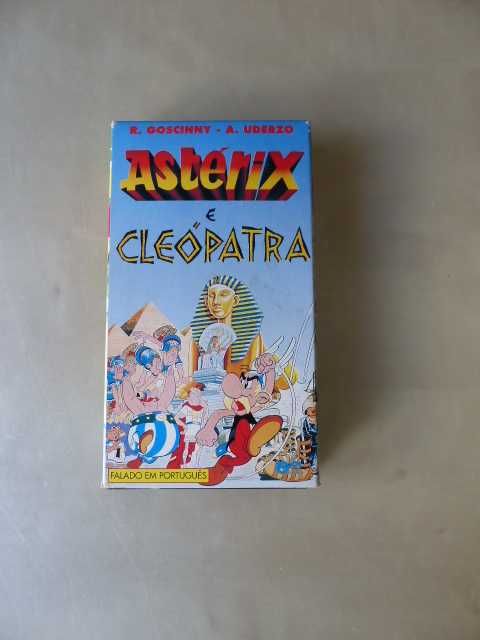 R. GOSCINNY - A. UDERZO
Astérix
E
CLEÓPATRA
FALADO EM PORTUGUÊS